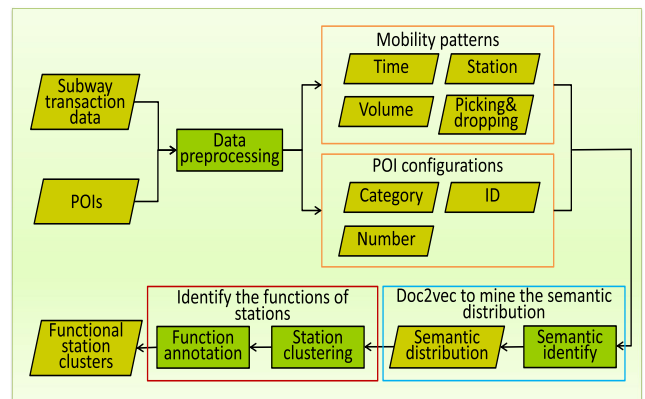 Mobility patterns
Time
Station
Volume
Picking&
dropping
Subway
transaction
data
Data
preprocessing
POIs
POI configurations
Category
ID
Number
Identify the functions of
stations
Doc2vec to mine the semantic
distribution
Functional
station
clusters
Function
annotation
Station
clustering
Semantic
distribution
Semantic
identify